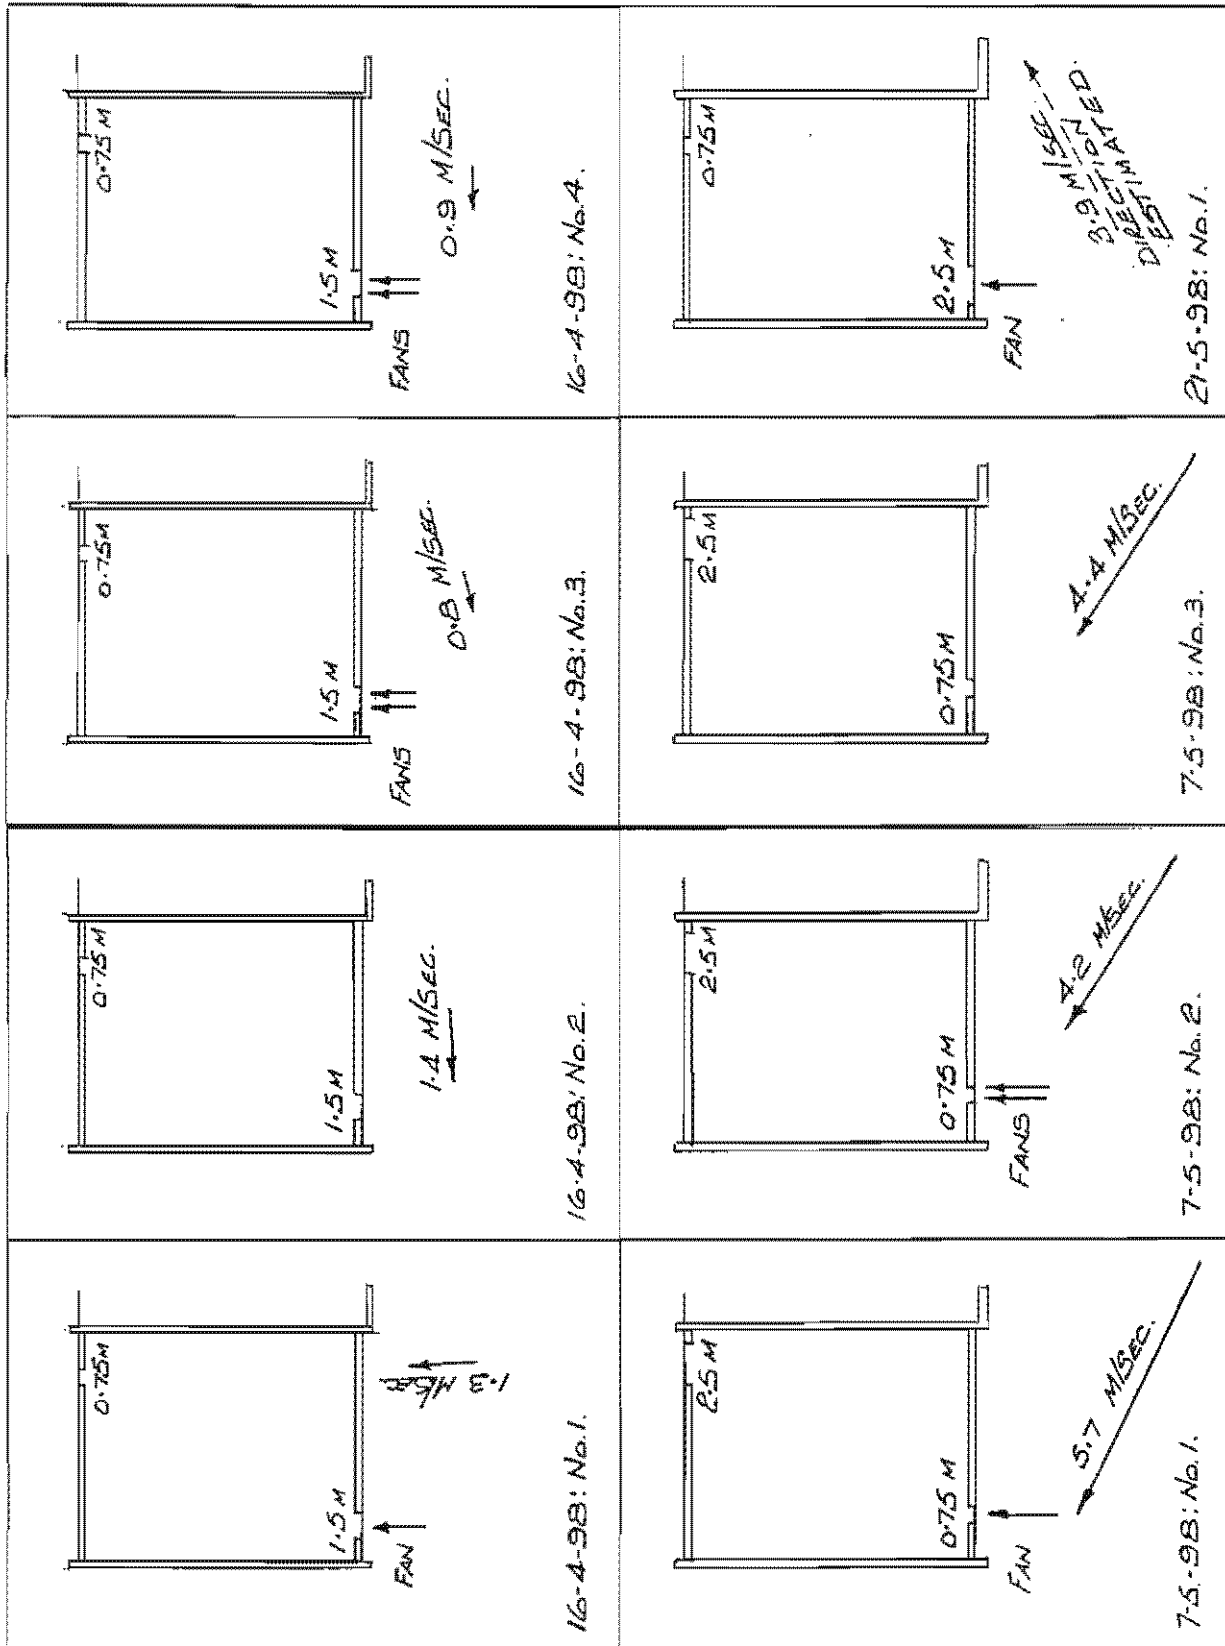 0.75M
1.5M
FAN
1.3
M/SEC
16-4-98: No.1.
0.75M
1.5M
1.4 M/SEC.
16-4-98: No.2.
0.75M
1.5M
FANS
0.8 M/SEC.
16-4-98: No.3.
0.75M
1.5M
FANS
0.9 M/SEC.
16-4-98: No.4.
2.5M
0.75M
FAN
5.7 M/SEC.
7-5-98: No.1.
2.5M
0.75M
FANS
4.2 M/SEC.
7-5-98: No.2.
2.5M
0.75M
4.4 M/SEC.
7-5-98: No.3.
0.75M
2.5M
FAN
3.9 M/SEC.
DIRECTION
ESTIMATED.
21-5-98: No.1.